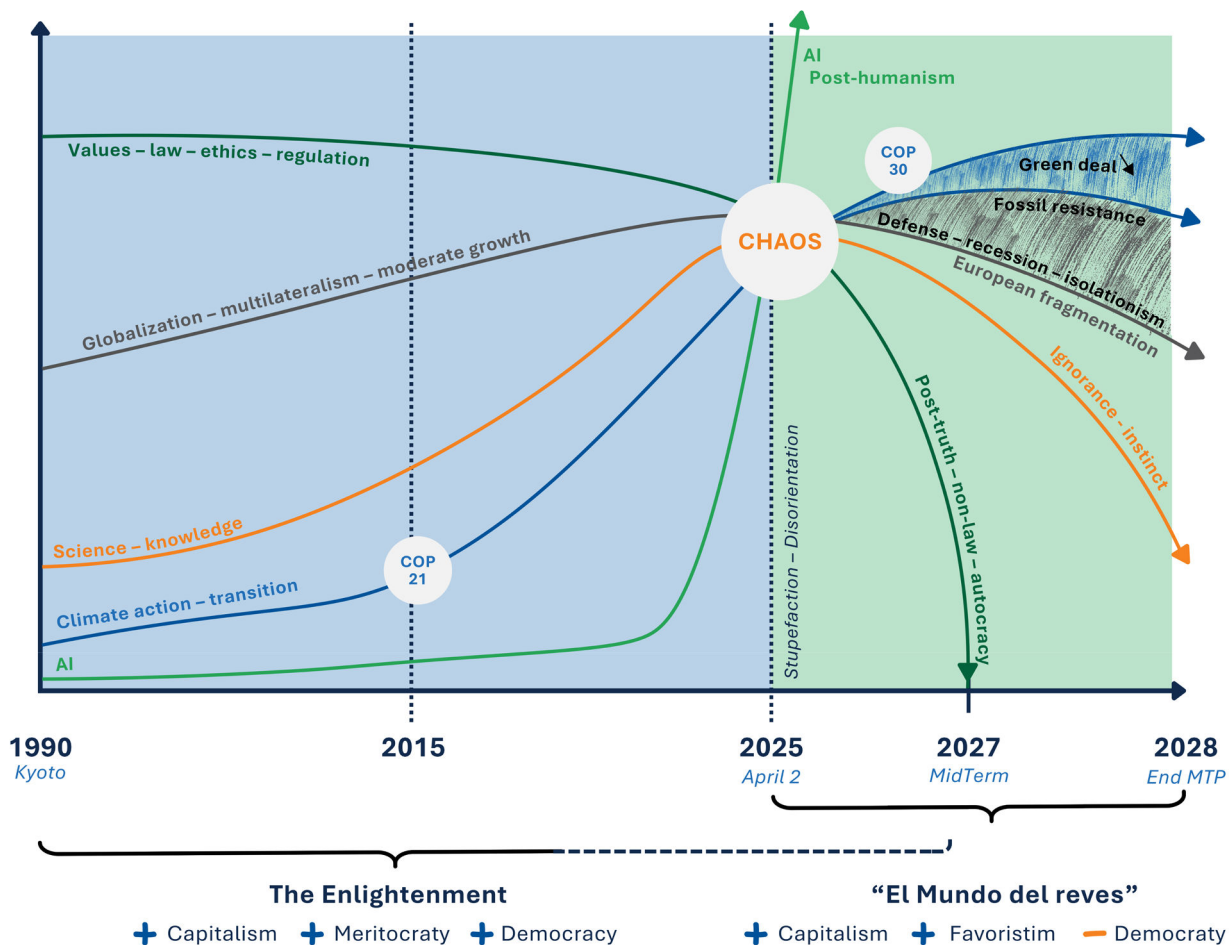 AI
Post-humanism
Values – law – ethics – regulation
COP
30
Green deal
Fossil resistance
CHAOS
Globalization – multilateralism – moderate growth
Defense – recession – isolationism
European fragmentation
Ignorance - instinct
Post-truth – non-law – autocracy
Stupefaction – Disorientation
Science – knowledge
COP
21
Climate action – transition
AI
1990
Kyoto
2015
2025
April 2
2027
MidTerm
2028
End MTP
The Enlightenment
+ Capitalism + Meritocraty + Democracy
“El Mundo del reves”
+ Capitalism + Favoristim – Democraty